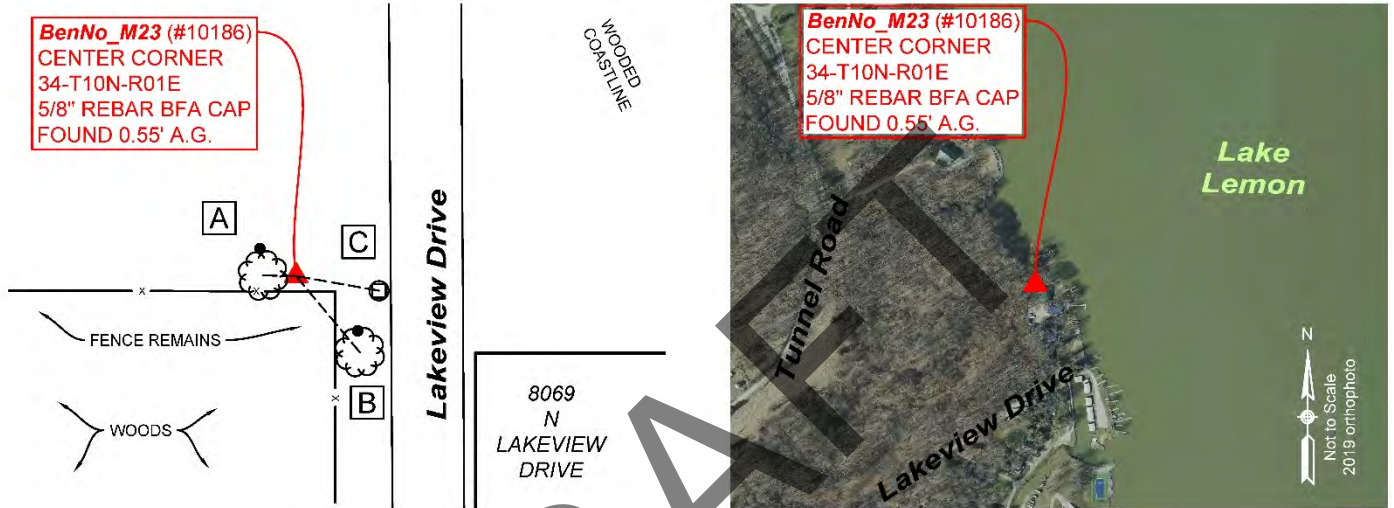 BenNo_M23 (#10186)
CENTER CORNER
34-T10N-R01E
5/8" REBAR BFA CAP
FOUND 0.55' A.G.
WOODED
COASTLINE
A
C
B
Lakeview Drive
FENCE REMAINS
WOODS
x
x
x
8069
N
LAKEVIEW
DRIVE
BenNo_M23 (#10186)
CENTER CORNER
34-T10N-R01E
5/8" REBAR BFA CAP
FOUND 0.55' A.G.
Lake
Lemon
Tunnel Road
Lakeview Drive
N
Not to Scale
2019 orthophoto
DRAFT